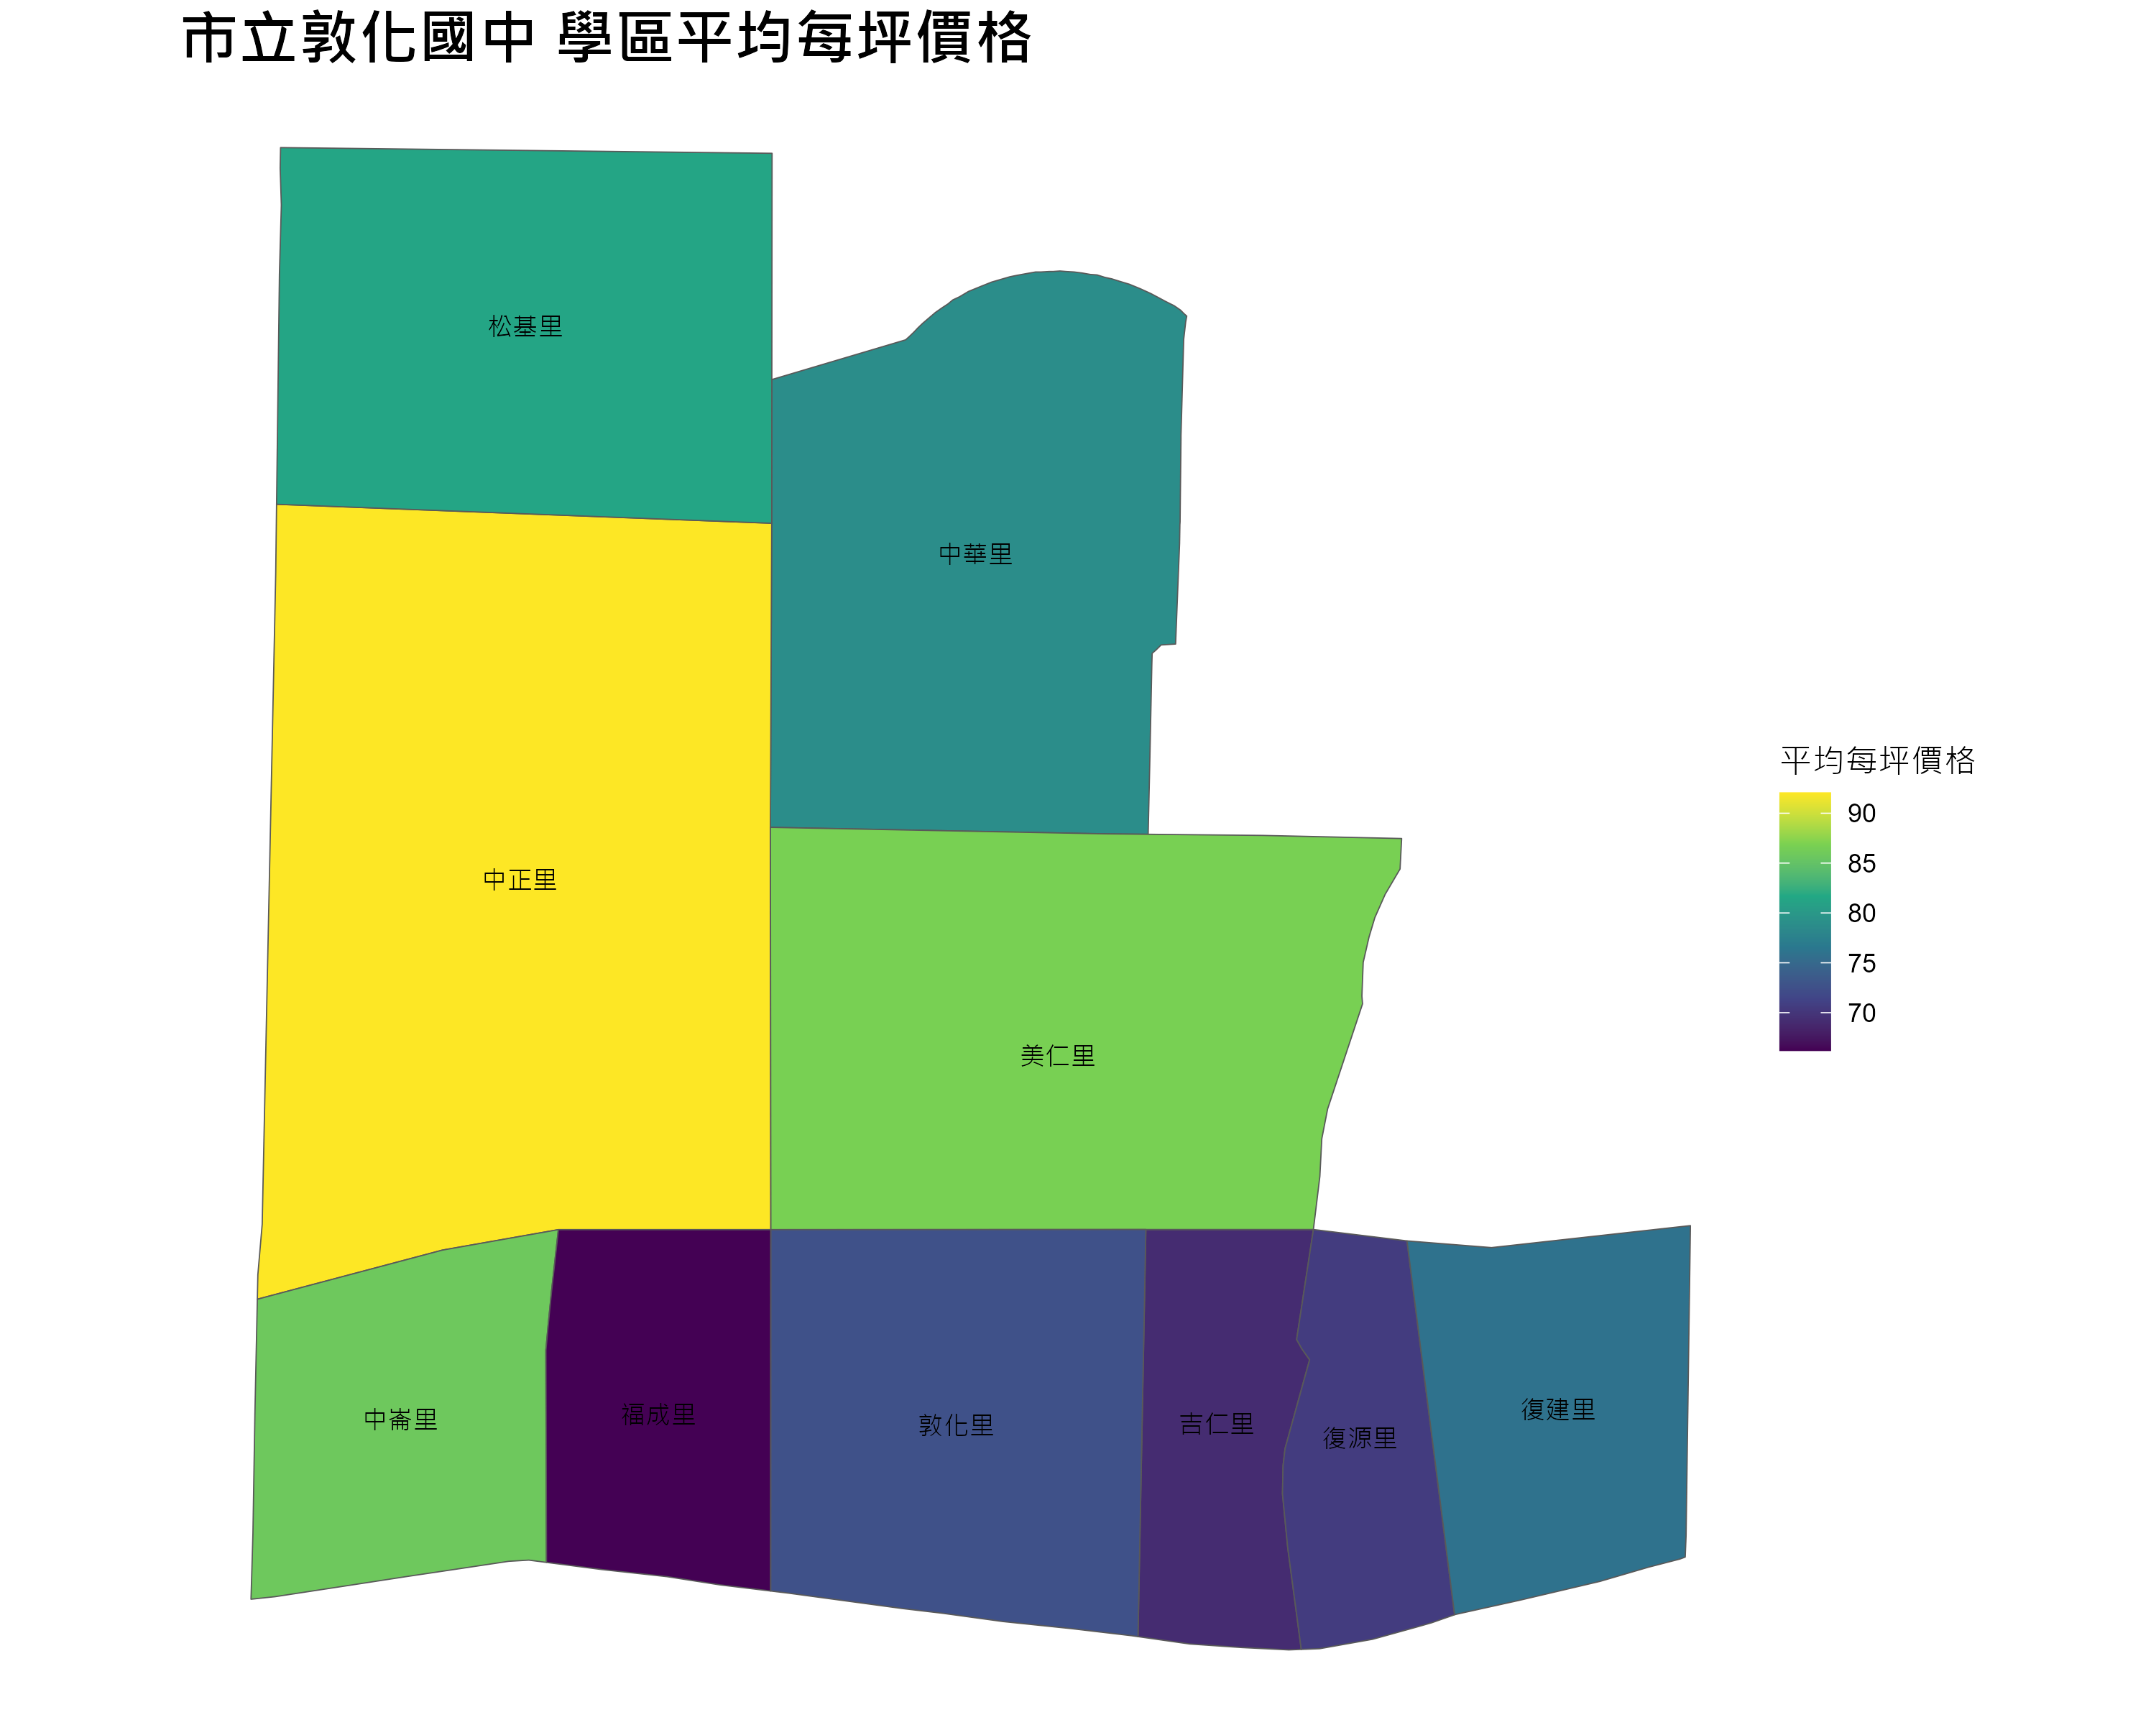 市立敦化國中 學區平均每坪價格
松基里
中華里
平均每坪價格
90
85
80
75
70
中正里
美仁里
中崙里
福成里
敦化里
吉仁里
復源里
復建里